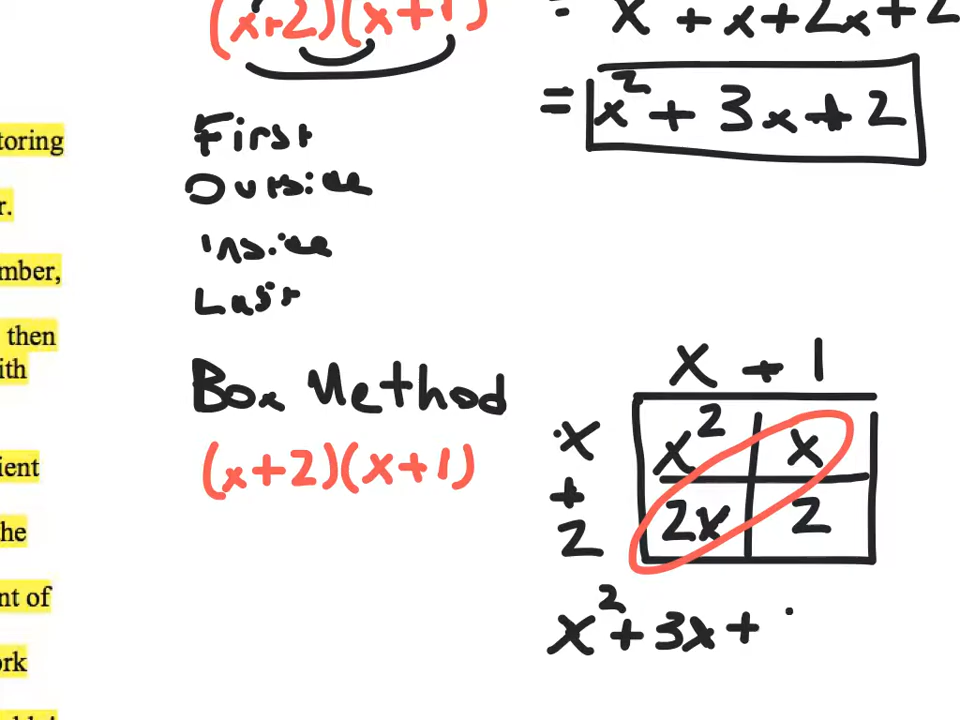 (x+2)(x+1)
= x + x+2x+2
= x² + 3x + 2
toring
r.
mber,
then
ith
ient
he
nt of
ork
First
Outside
Inside
Last
Box Method
(x+2)(x+1)
x + 1
x
+
2
x² x
2x 2
x² + 3x +